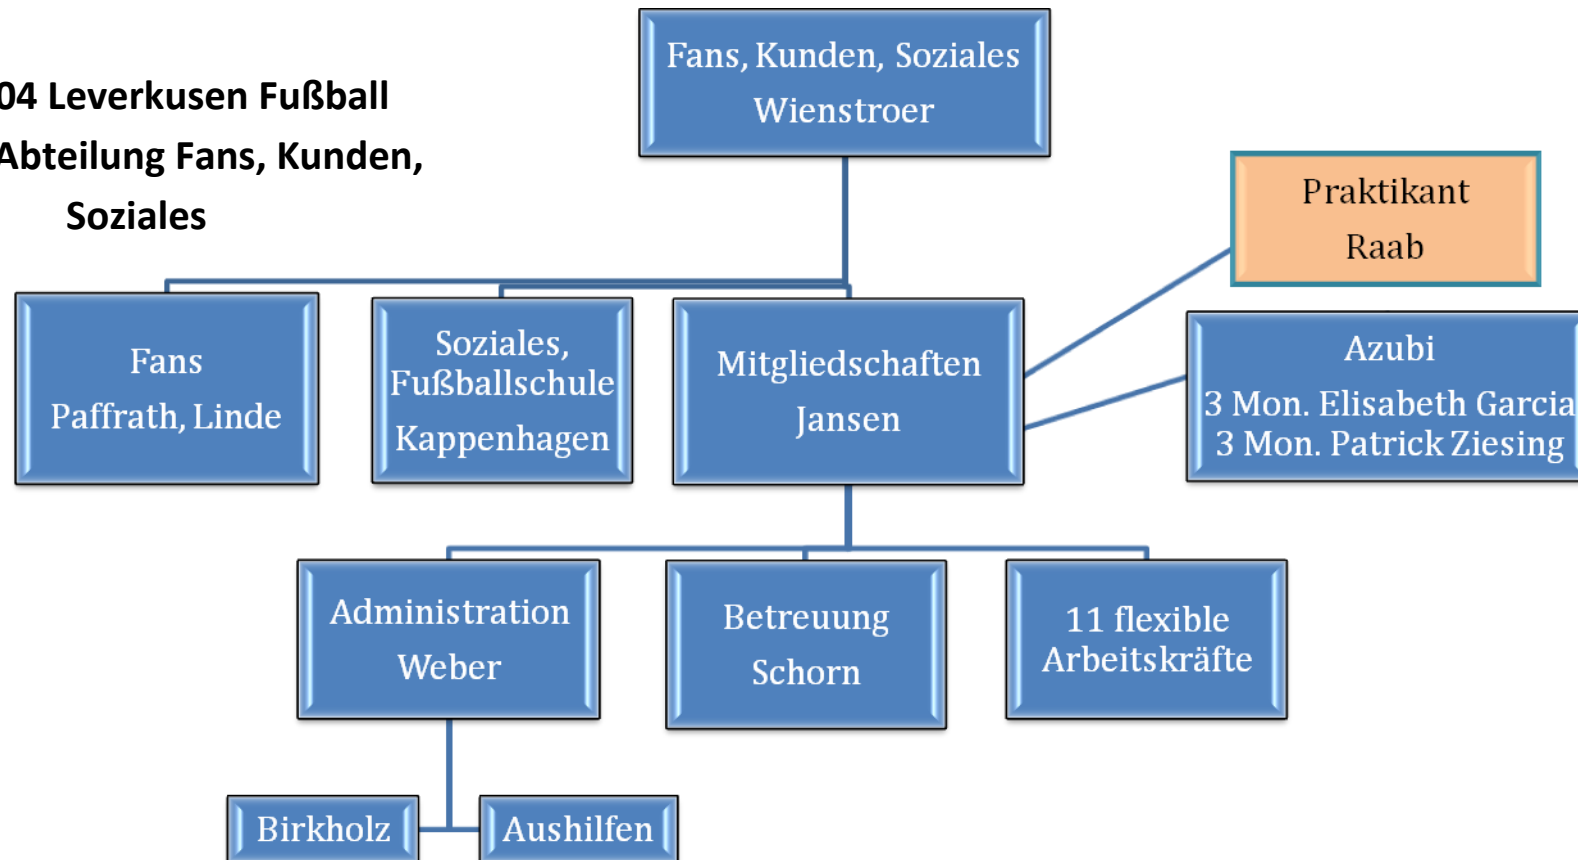 04 Leverkusen Fußball
Abteilung Fans, Kunden,
Soziales
Fans, Kunden, Soziales
Wienstroer
Praktikant
Raab
Fans
Paffrath, Linde
Soziales,
Fußballschule
Kappenhagen
Mitgliedschaften
Jansen
Azubi
3 Mon. Elisabeth Garcia
3 Mon. Patrick Ziesing
Administration
Weber
Betreuung
Schorn
11 flexible
Arbeitskräfte
Birkholz
Aushilfen